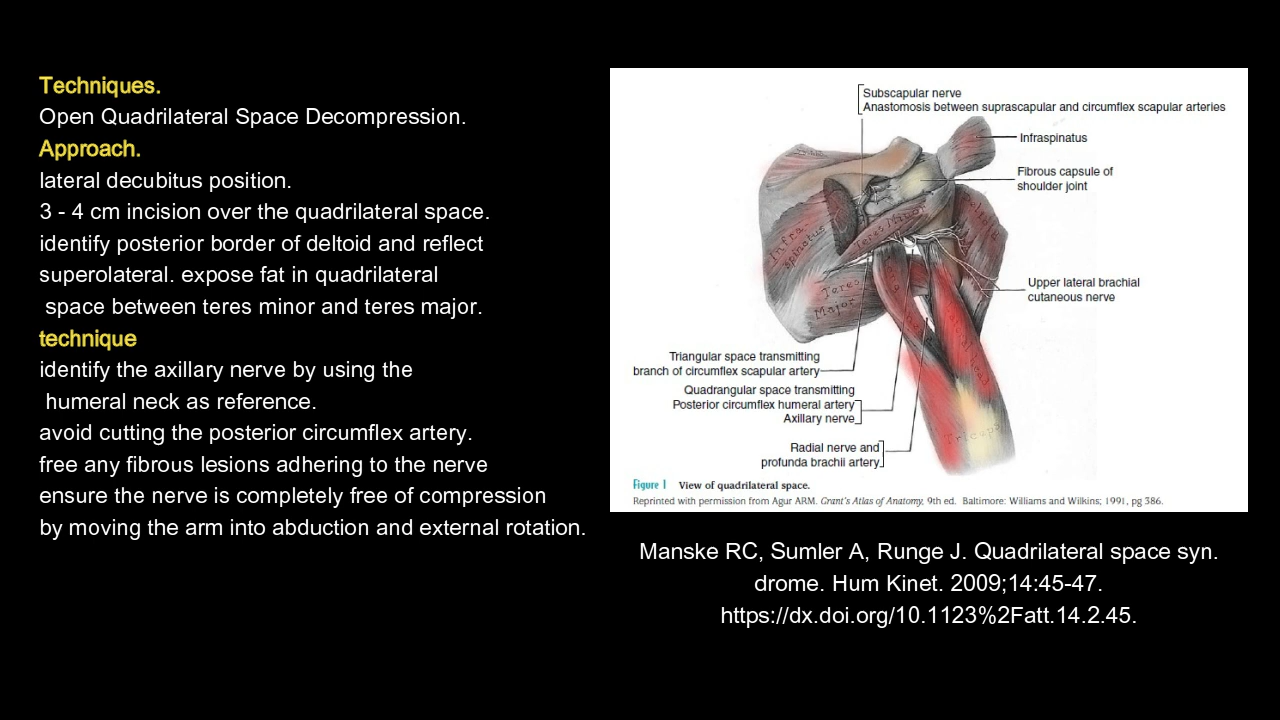 Techniques.
Open Quadrilateral Space Decompression.
Approach.
lateral decubitus position.
3 - 4 cm incision over the quadrilateral space.
identify posterior border of deltoid and reflect
superolateral. expose fat in quadrilateral
space between teres minor and teres major.
technique
identify the axillary nerve by using the
humeral neck as reference.
avoid cutting the posterior circumflex artery.
free any fibrous lesions adhering to the nerve
ensure the nerve is completely free of compression
by moving the arm into abduction and external rotation.
Subscapular nerve
Anastomosis between suprascapular and circumflex scapular arteries
Infraspinatus
Fibrous capsule of
shoulder joint
Infra-
spinatus
Teres Minor
Deltoid
Teres
Major
Upper lateral brachial
cutaneous nerve
Triangular space transmitting
branch of circumflex scapular artery
Quadrangular space transmitting
Posterior circumflex humeral artery
Axillary nerve
Radial nerve and
profunda brachii artery
Triceps
Figure 1 View of quadrilateral space.
Reprinted with permission from Agur ARM. Grant's Atlas of Anatomy. 9th ed. Baltimore: Williams and Wilkins; 1991, pg 386.
Manske RC, Sumler A, Runge J. Quadrilateral space syn.
drome. Hum Kinet. 2009;14:45-47.
https://dx.doi.org/10.1123%2Fatt.14.2.45.